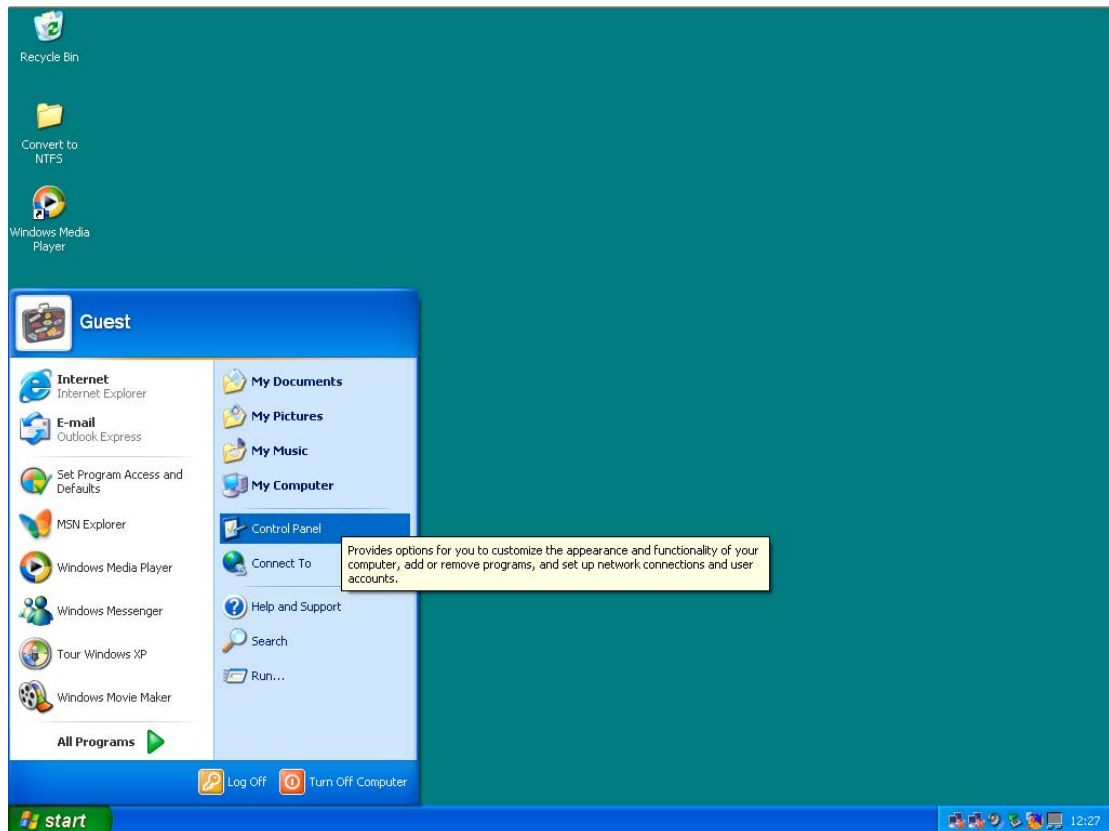 Recycle Bin
Convert to
NTFS
Windows Media
Player
Guest
Internet
Internet Explorer
E-mail
Outlook Express
Set Program Access and
Defaults
MSN Explorer
Windows Media Player
Windows Messenger
Tour Windows XP
Windows Movie Maker
All Programs
My Documents
My Pictures
My Music
My Computer
Control Panel
Connect To
Provides options for you to customize the appearance and functionality of your
computer, add or remove programs, and set up network connections and user
accounts.
Help and Support
Search
Run...
Log Off
Turn Off Computer
start
12:27